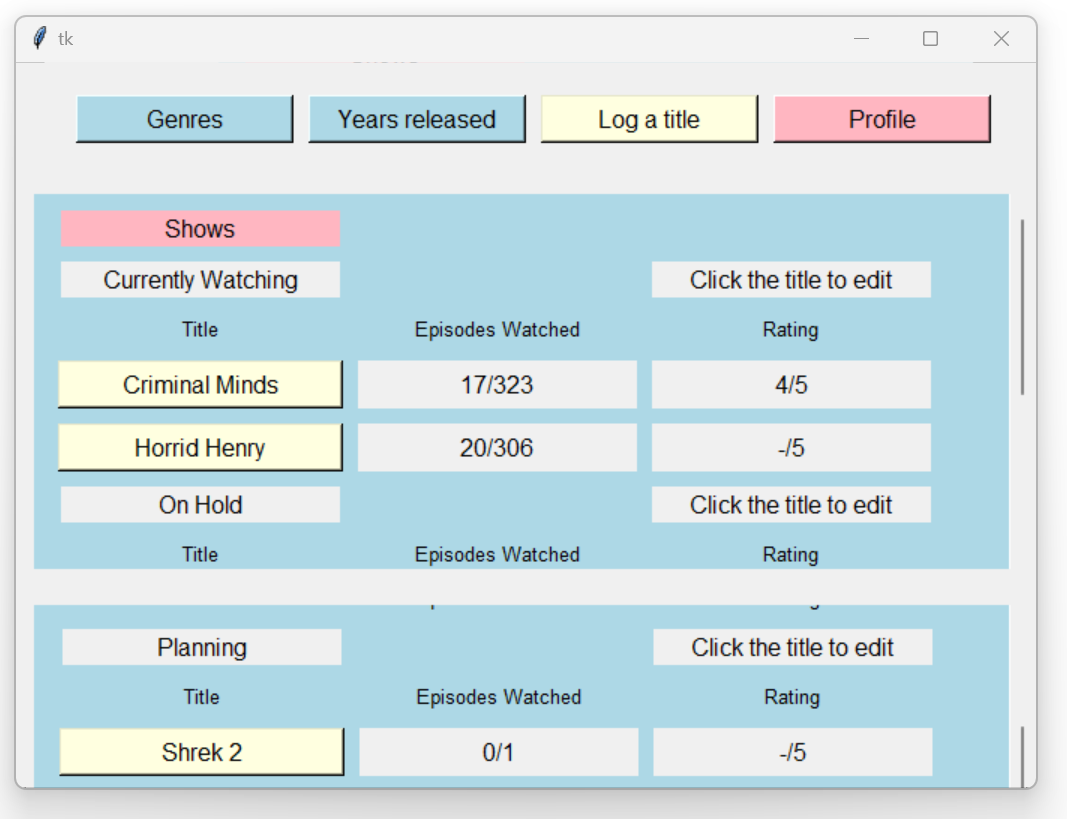 tk
Genres Years released Log a title Profile
Shows
Currently Watching Click the title to edit
Title Episodes Watched Rating
Criminal Minds 17/323 4/5
Horrid Henry 20/306 -/5
On Hold Click the title to edit
Title Episodes Watched Rating
Planning Click the title to edit
Title Episodes Watched Rating
Shrek 2 0/1 -/5